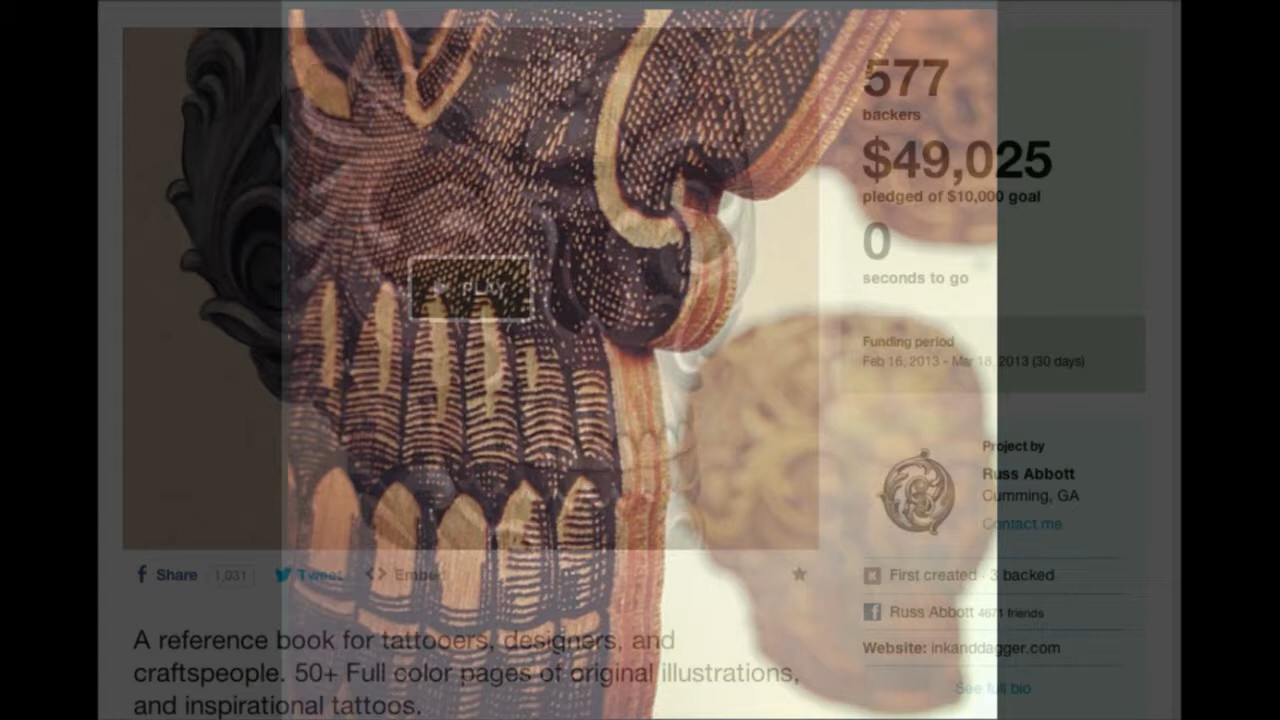 577
backers
$49,025
pledged of $10,000 goal
0
seconds to go
PLAY
Funding period
Feb 16, 2013 - Mar 18, 2013 (30 days)
Project by
Russ Abbott
Cumming, GA
Contact me
Share 1,031 Tweet Embed
First created · 3 backed
Russ Abbott 4671 friends
Website: inkanddagger.com
See full bio
A reference book for tattooers, designers, and
craftspeople. 50+ Full color pages of original illustrations,
and inspirational tattoos.